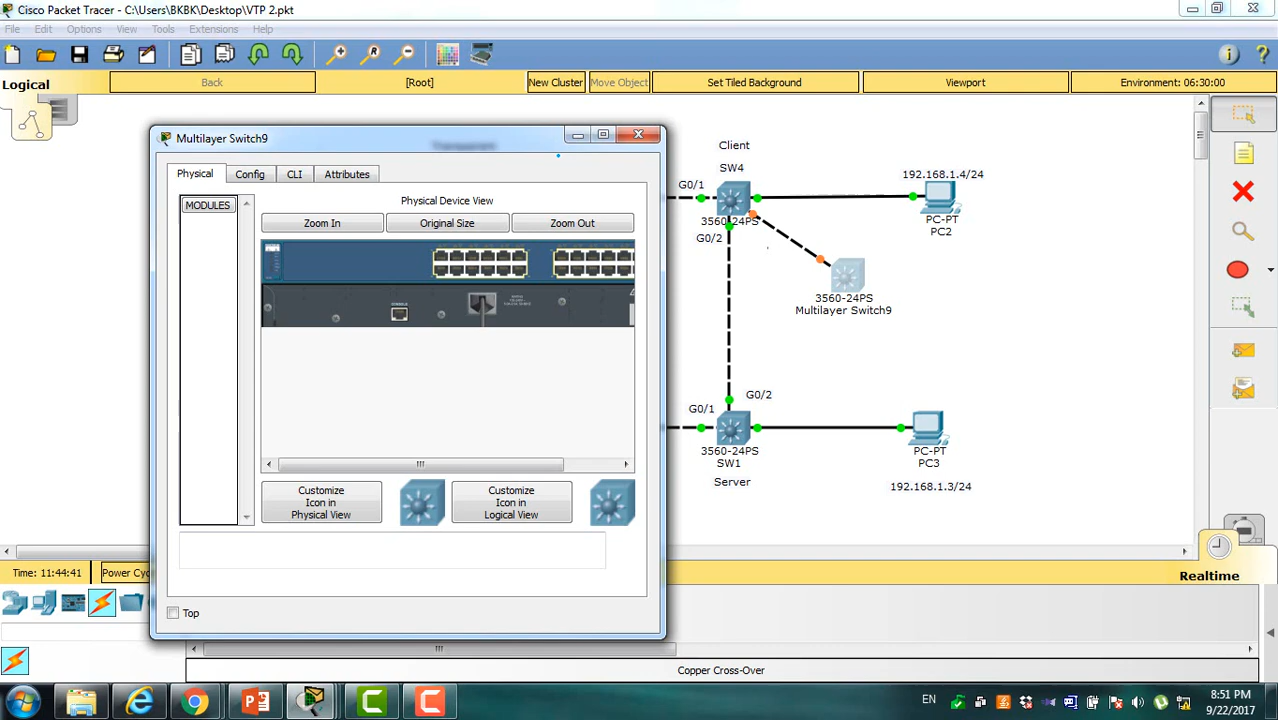 Cisco Packet Tracer - C:\Users\BKBK\Desktop\VTP 2.pkt
File Edit Options View Tools Extensions Help
Logical Back [Root] New Cluster Move Object Set Tiled Background Viewport Environment: 06:30:00
Multilayer Switch9
Transparent
Physical Config CLI Attributes
MODULES
Physical Device View
Zoom In Original Size Zoom Out
Customize
Icon in
Physical View
Customize
Icon in
Logical View
Top
Client
SW4
G0/1
3560-24PS
G0/2
192.168.1.4/24
PC-PT
PC2
3560-24PS
Multilayer Switch9
G0/2
G0/1
3560-24PS
SW1
Server
PC-PT
PC3
192.168.1.3/24
Time: 11:44:41 Power Cyc
Realtime
Copper Cross-Over
EN
8:51 PM
9/22/2017